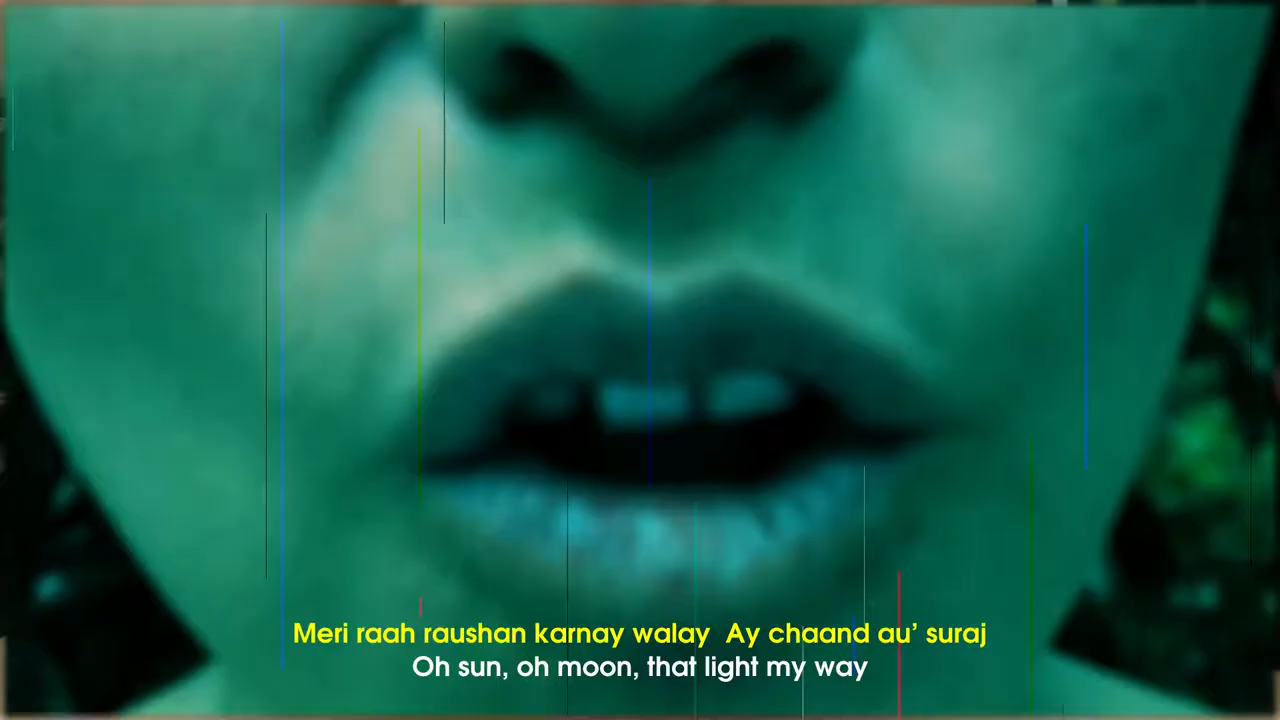 Meri raah raushan karnay walay  Ay chaand au’ suraj
Oh sun, oh moon, that light my way